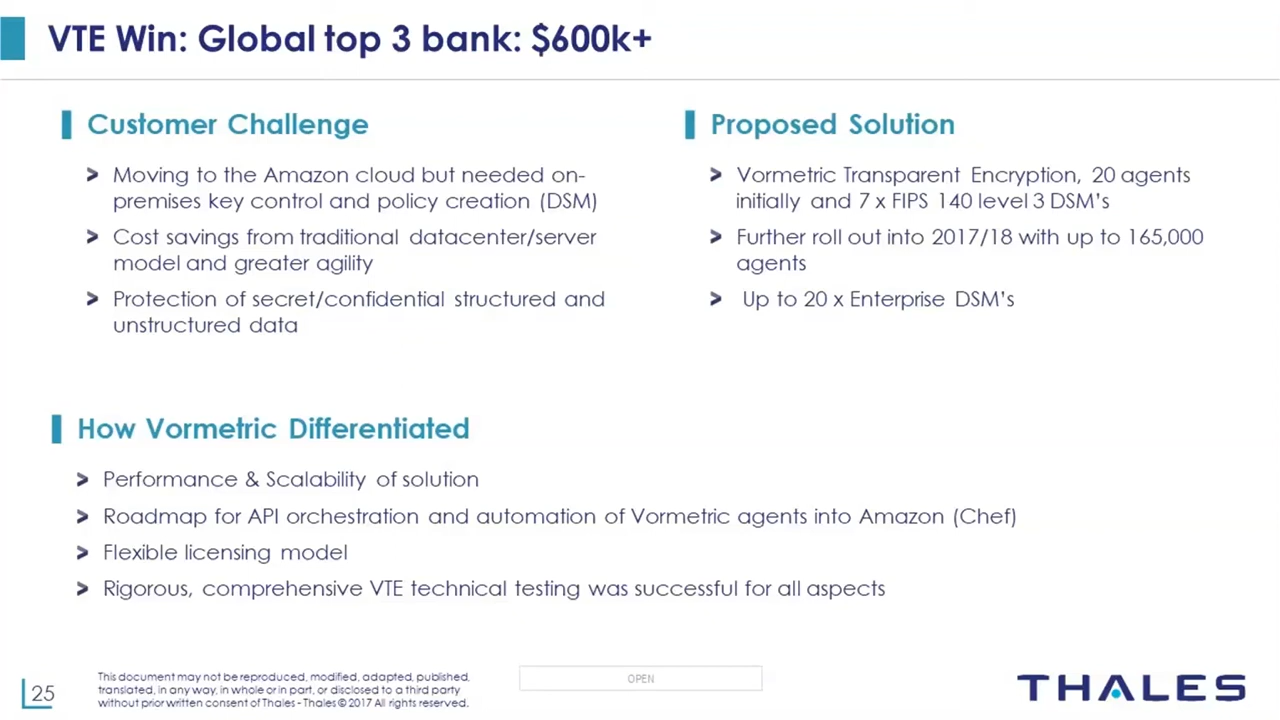 VTE Win: Global top 3 bank: $600k+
Customer Challenge
Moving to the Amazon cloud but needed on-
premises key control and policy creation (DSM)
Cost savings from traditional datacenter/server
model and greater agility
Protection of secret/confidential structured and
unstructured data
Proposed Solution
Vormetric Transparent Encryption, 20 agents
initially and 7 x FIPS 140 level 3 DSM's
Further roll out into 2017/18 with up to 165,000
agents
Up to 20 x Enterprise DSM's
How Vormetric Differentiated
Performance & Scalability of solution
Roadmap for API orchestration and automation of Vormetric agents into Amazon (Chef)
Flexible licensing model
Rigorous, comprehensive VTE technical testing was successful for all aspects
25
This document may not be reproduced, modified, adapted, published,
translated, in any way, in whole or in part, or disclosed to a third party
without prior written consent of Thales - Thales © 2017 All rights reserved.
OPEN
THALES